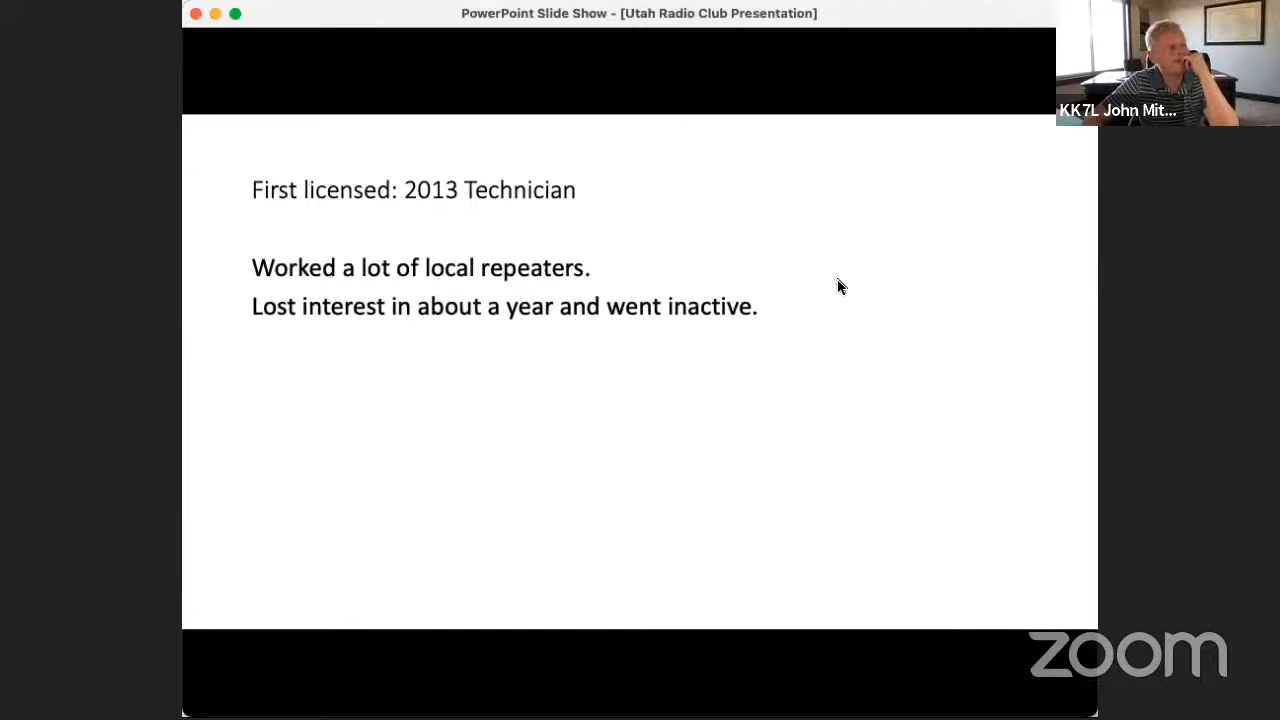 PowerPoint Slide Show - [Utah Radio Club Presentation]
KK7L John Mit...
First licensed: 2013 Technician
Worked a lot of local repeaters.
Lost interest in about a year and went inactive.
zoom